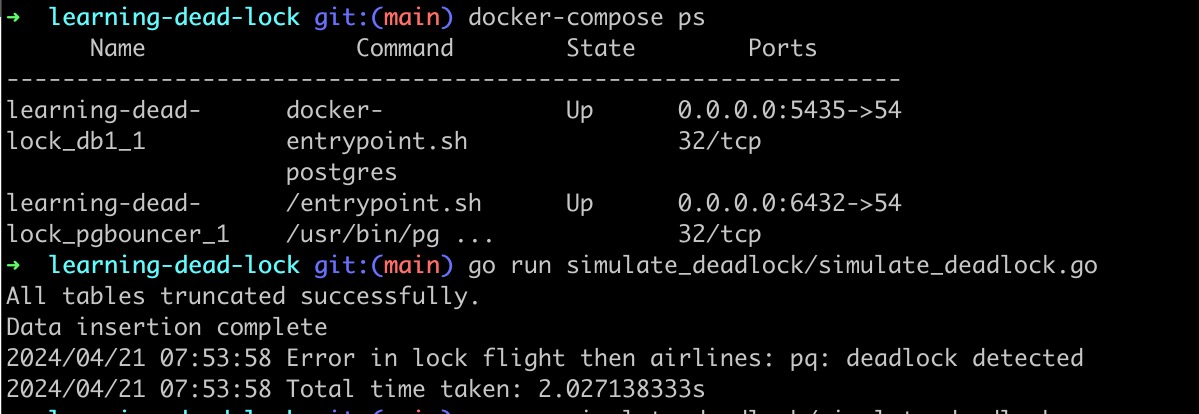 → learning-dead-lock git:(main) docker-compose ps
Name Command State Ports
----------------------------------------------------------------
learning-dead- docker- Up 0.0.0.0:5435->54
lock_db1_1 entrypoint.sh 32/tcp
postgres
learning-dead- /entrypoint.sh Up 0.0.0.0:6432->54
lock_pgbouncer_1 /usr/bin/pg ... 32/tcp
→ learning-dead-lock git:(main) go run simulate_deadlock/simulate_deadlock.go
All tables truncated successfully.
Data insertion complete
2024/04/21 07:53:58 Error in lock flight then airlines: pq: deadlock detected
2024/04/21 07:53:58 Total time taken: 2.027138333s